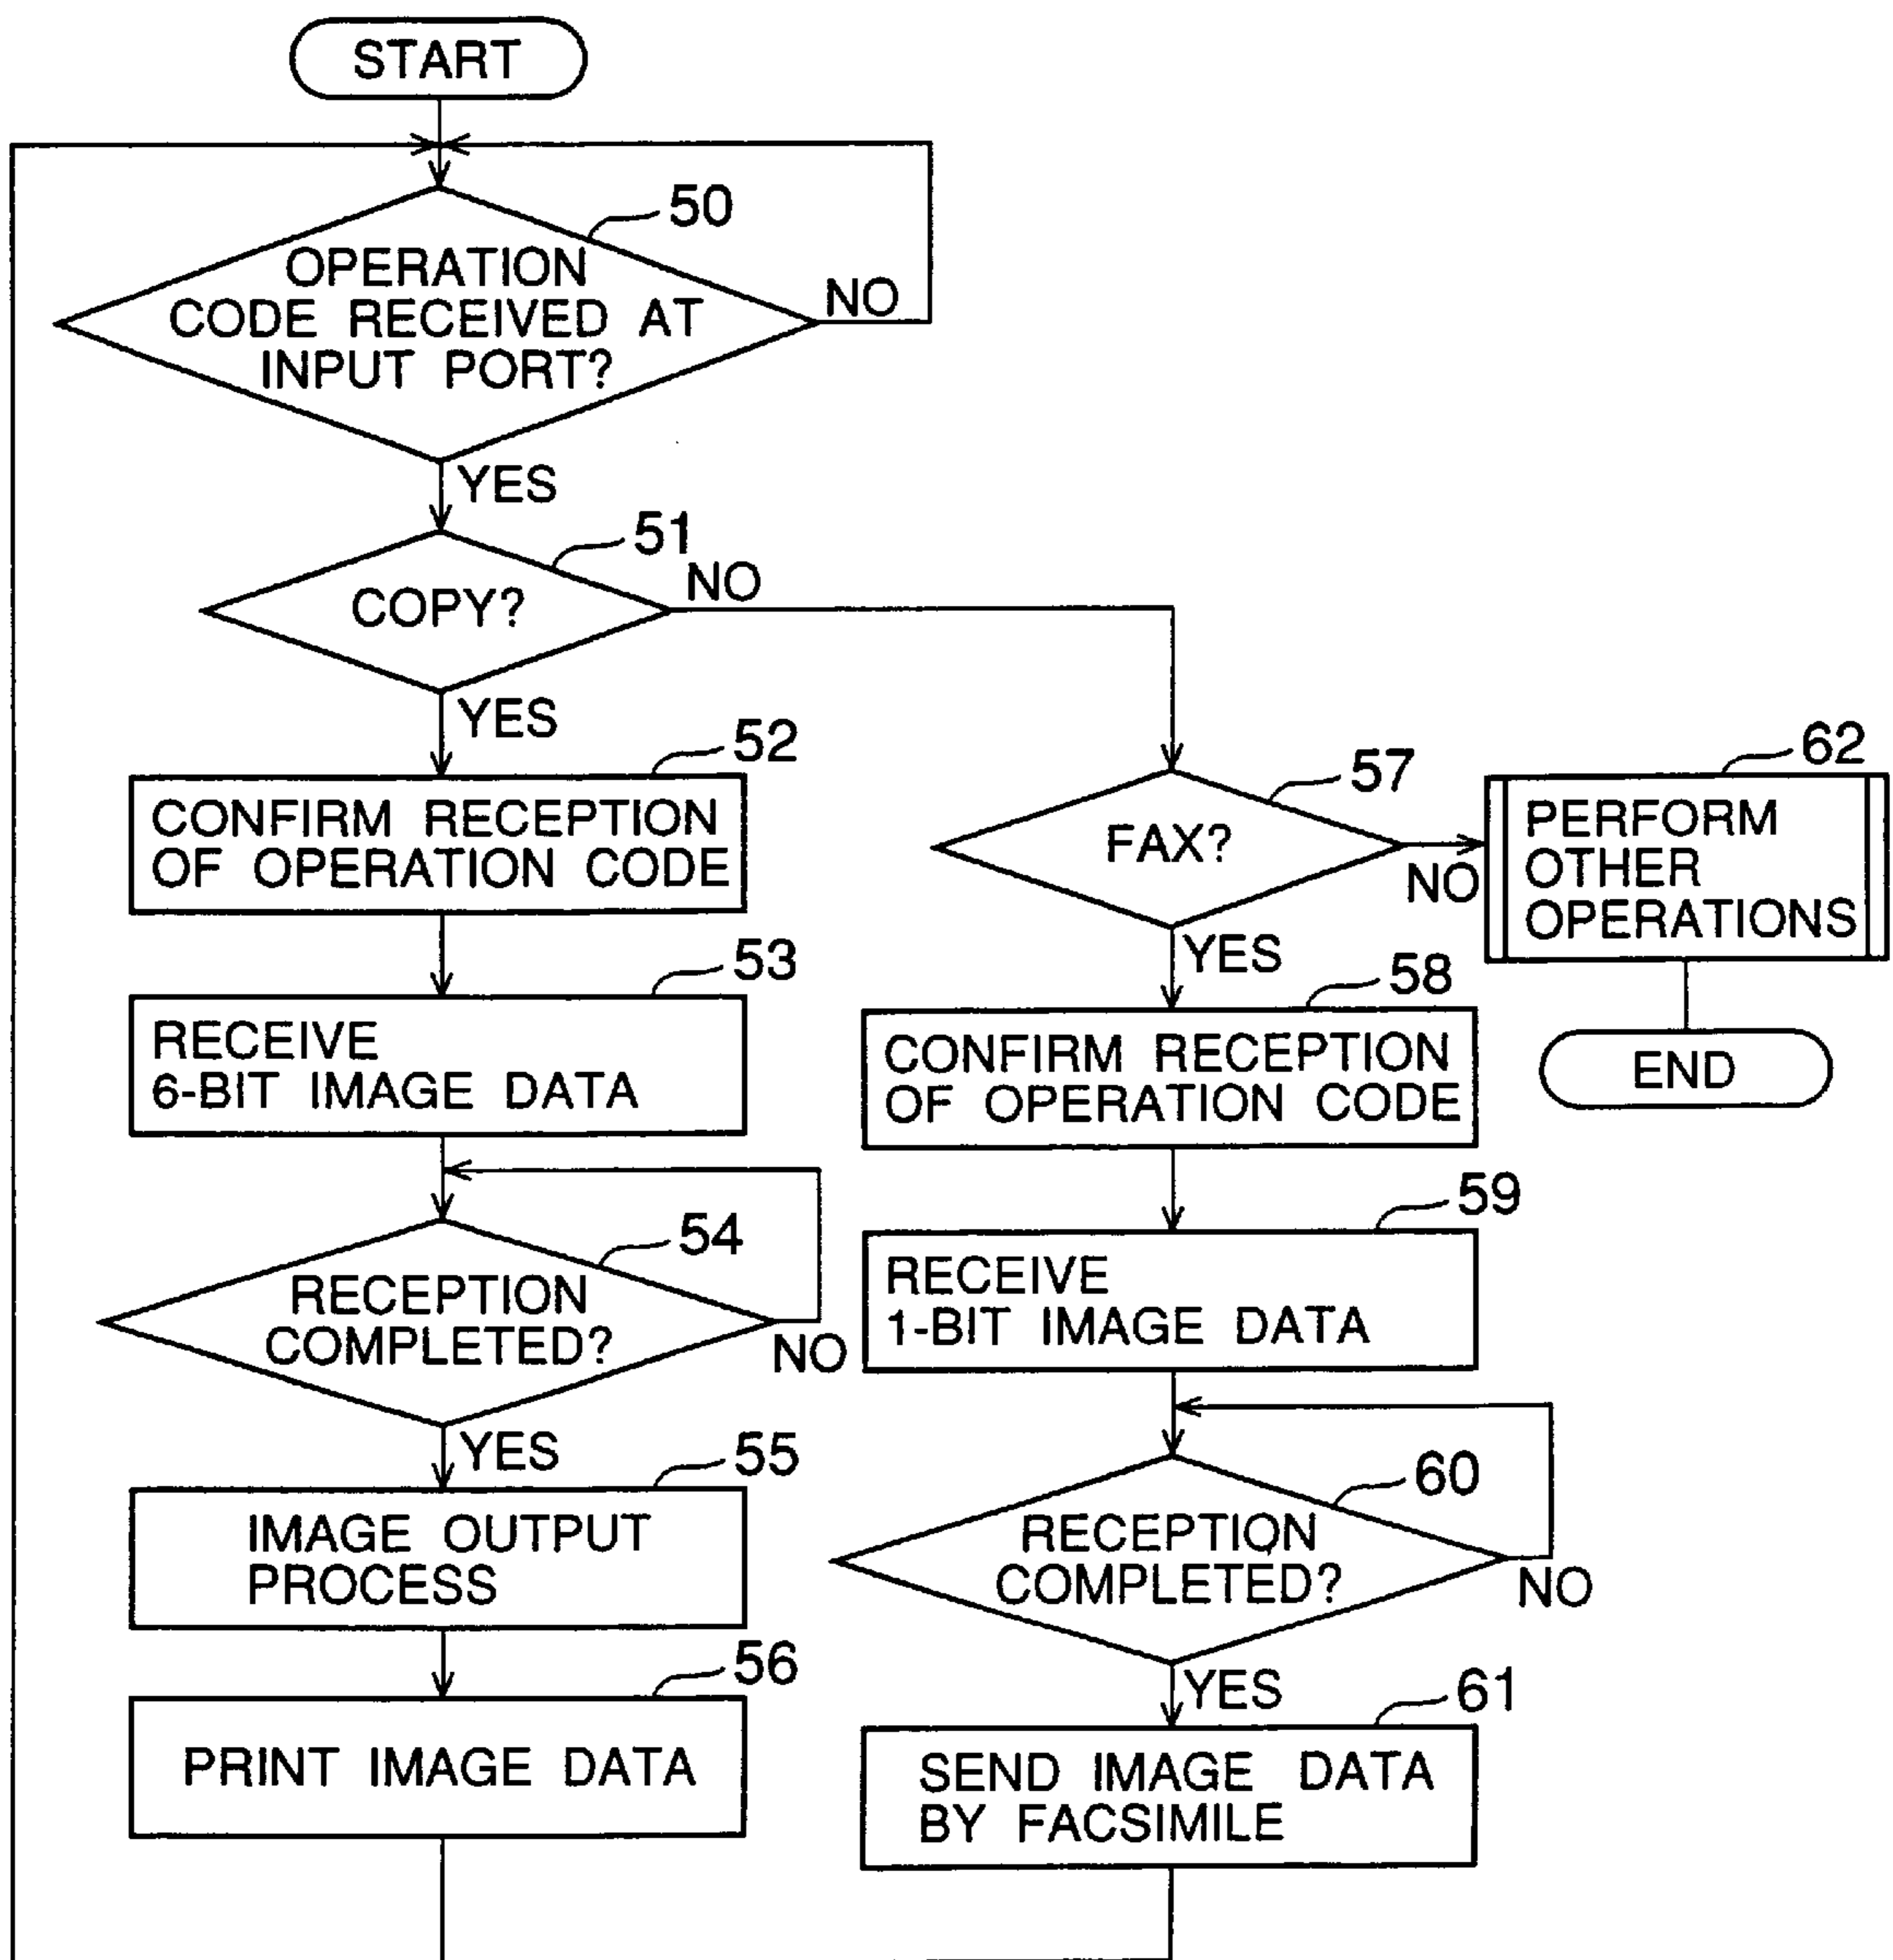 START
50
OPERATION
CODE RECEIVED AT
INPUT PORT?
NO
YES
51
COPY?
NO
YES
52
CONFIRM RECEPTION
OF OPERATION CODE
53
RECEIVE
6-BIT IMAGE DATA
54
RECEPTION
COMPLETED?
NO
YES
55
IMAGE OUTPUT
PROCESS
56
PRINT IMAGE DATA
57
FAX?
NO
YES
62
PERFORM
OTHER
OPERATIONS
END
58
CONFIRM RECEPTION
OF OPERATION CODE
59
RECEIVE
1-BIT IMAGE DATA
60
RECEPTION
COMPLETED?
NO
YES
61
SEND IMAGE DATA
BY FACSIMILE